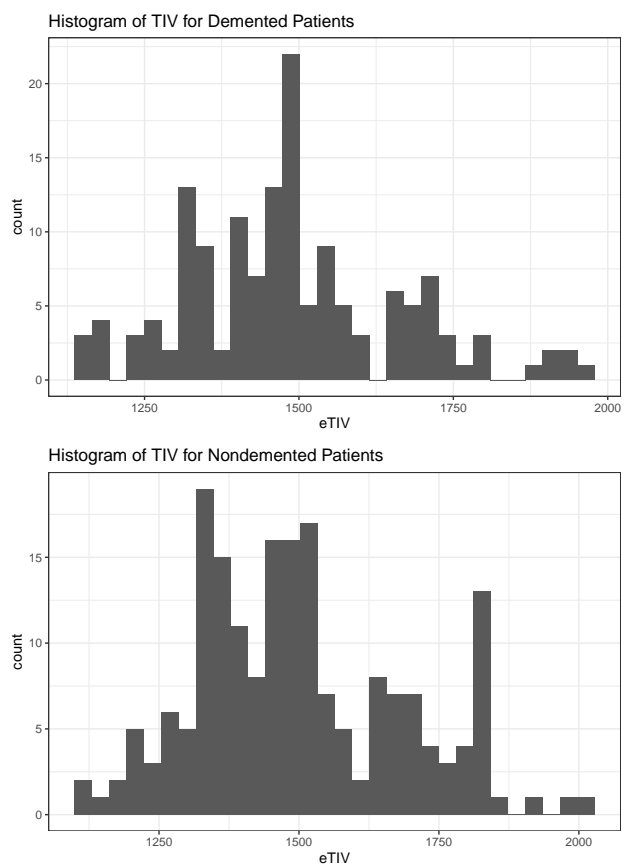 Histogram of TIV for Demented Patients
20
15
10
5
0
count
1250 1500 1750 2000
eTIV
Histogram of TIV for Nondemented Patients
15
10
5
0
count
1250 1500 1750 2000
eTIV